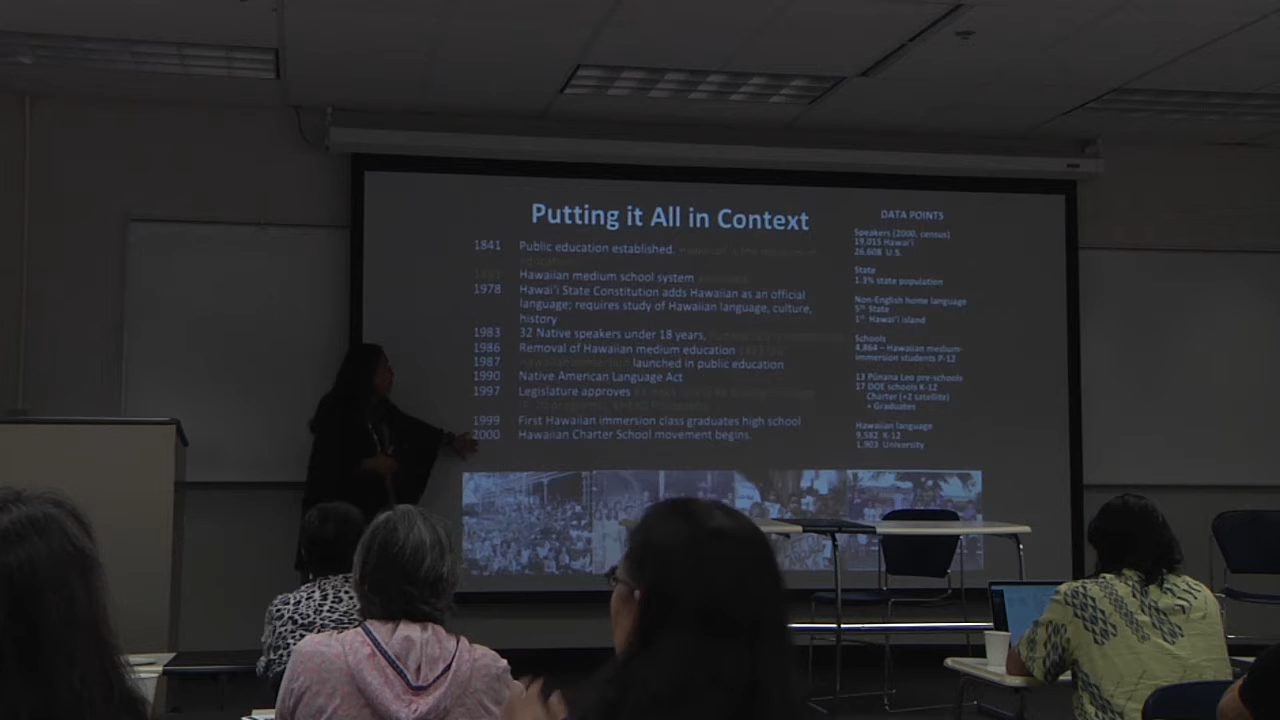 Putting it All in Context
1841 Public education established.
Hawaiian medium school system
1978 Hawai'i State Constitution adds Hawaiian as an official
language; requires study of Hawaiian language, culture,
history
1983 32 Native speakers under 18 years,
1986 Removal of Hawaiian medium education
1987 launched in public education
1990 Native American Language Act
1997 Legislature approves
1999 First Hawaiian immersion class graduates high school
2000 Hawaiian Charter School movement begins.
DATA POINTS
Speakers (2000, census)
19,015 Hawai'i
26,608 U.S.
State
1.3% state population
Non-English home language
5th State
1st Hawai'i island
Schools
4,864 – Hawaiian medium-
Immersion students P-12
13 Pūnana Leo pre-schools
17 DOE schools K-12
Charter (+2 satellite)
+ Graduates
Hawaiian language
9,582 K-12
1,903 University